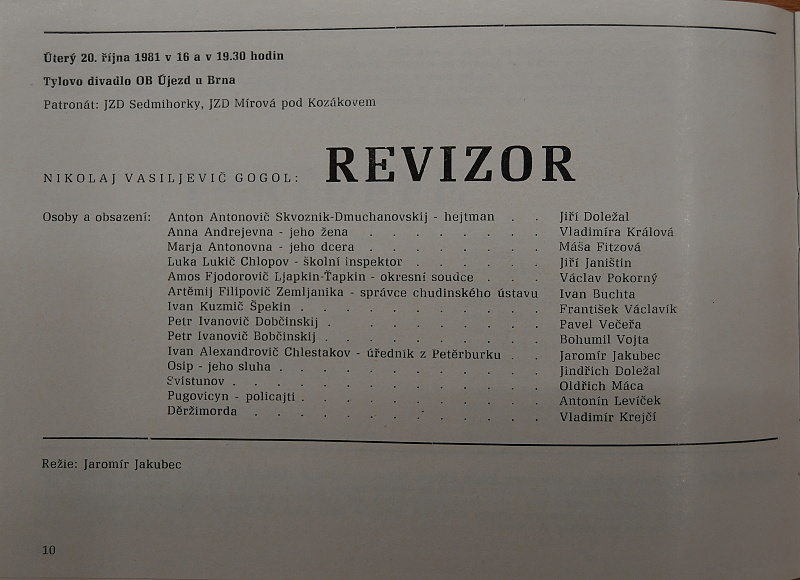 Úterý 20. října 1981 v 16 a v 19.30 hodin
Tylovo divadlo OB Újezd u Brna
Patronát: JZD Sedmihorky, JZD Mírová pod Kozákovem
NIKOLAJ VASILJEVIČ GOGOL: REVIZOR
Osoby a obsazení: Anton Antonovič Skvoznik-Dmuchanovskij - hejtman . . Jiří Doležal
Anna Andrejevna - jeho žena . . . . . . . . Vladimíra Králová
Marja Antonovna - jeho dcera . . . . . . . Máša Fitzová
Luka Lukič Chlopov - školní inspektor . . . . . . Jiří Janištin
Amos Fjodorovič Ljapkin-Ťapkin - okresní soudce . . . Václav Pokorný
Artěmij Filipovič Zemljanika - správce chudinského ústavu Ivan Buchta
Ivan Kuzmič Špekin . . . . . . . . . . František Václavík
Petr Ivanovič Dobčinskij . . . . . . . . . Pavel Večeřa
Petr Ivanovič Bobčinskij . . . . . . . . . Bohumil Vojta
Ivan Alexandrovič Chlestakov - úředník z Petěrburku . . Jaromír Jakubec
Osip - jeho sluha . . . . . . . . . . . Jindřich Doležal
Svistunov . . . . . . . . . . . . . Oldřich Máca
Pugovicyn - policajti . . . . . . . . . . Antonín Levíček
Děržimorda . . . . . . . . . . . . Vladimír Krejčí
Režie: Jaromír Jakubec
10